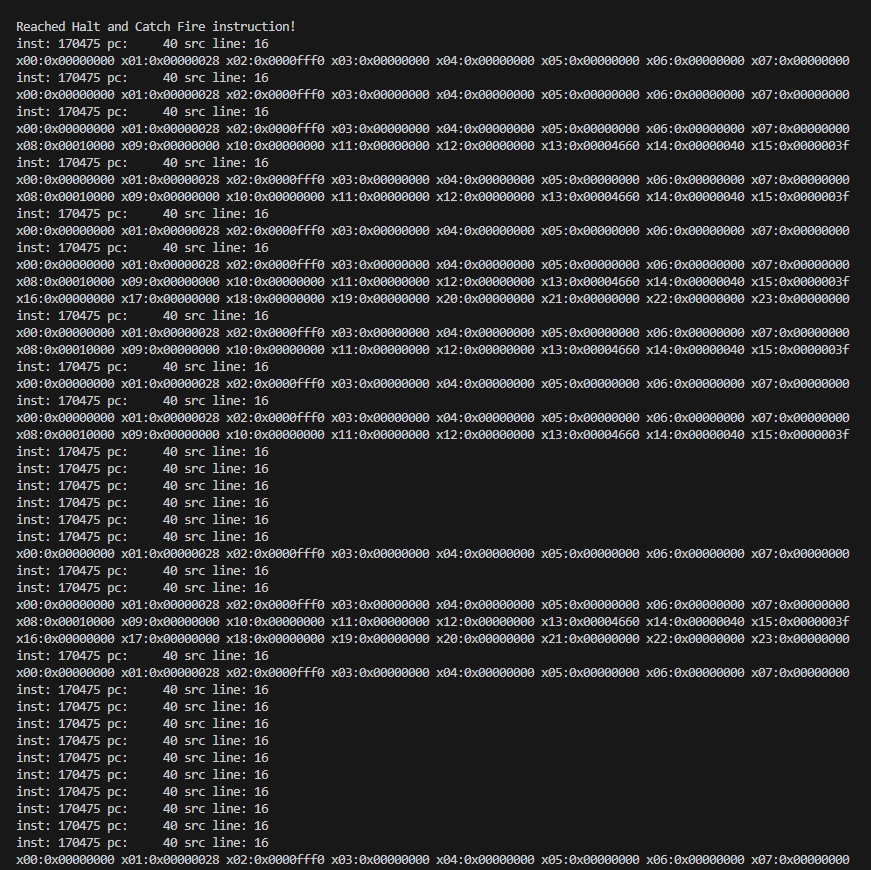 Reached Halt and Catch Fire instruction!
inst: 170475 pc:     40 src line: 16
x00:0x00000000 x01:0x00000028 x02:0x0000fff0 x03:0x00000000 x04:0x00000000 x05:0x00000000 x06:0x00000000 x07:0x00000000
inst: 170475 pc:     40 src line: 16
x00:0x00000000 x01:0x00000028 x02:0x0000fff0 x03:0x00000000 x04:0x00000000 x05:0x00000000 x06:0x00000000 x07:0x00000000
inst: 170475 pc:     40 src line: 16
x00:0x00000000 x01:0x00000028 x02:0x0000fff0 x03:0x00000000 x04:0x00000000 x05:0x00000000 x06:0x00000000 x07:0x00000000
x08:0x00010000 x09:0x00000000 x10:0x00000000 x11:0x00000000 x12:0x00000000 x13:0x00004660 x14:0x00000040 x15:0x0000003f
inst: 170475 pc:     40 src line: 16
x00:0x00000000 x01:0x00000028 x02:0x0000fff0 x03:0x00000000 x04:0x00000000 x05:0x00000000 x06:0x00000000 x07:0x00000000
x08:0x00010000 x09:0x00000000 x10:0x00000000 x11:0x00000000 x12:0x00000000 x13:0x00004660 x14:0x00000040 x15:0x0000003f
inst: 170475 pc:     40 src line: 16
x00:0x00000000 x01:0x00000028 x02:0x0000fff0 x03:0x00000000 x04:0x00000000 x05:0x00000000 x06:0x00000000 x07:0x00000000
inst: 170475 pc:     40 src line: 16
x00:0x00000000 x01:0x00000028 x02:0x0000fff0 x03:0x00000000 x04:0x00000000 x05:0x00000000 x06:0x00000000 x07:0x00000000
x08:0x00010000 x09:0x00000000 x10:0x00000000 x11:0x00000000 x12:0x00000000 x13:0x00004660 x14:0x00000040 x15:0x0000003f
x16:0x00000000 x17:0x00000000 x18:0x00000000 x19:0x00000000 x20:0x00000000 x21:0x00000000 x22:0x00000000 x23:0x00000000
inst: 170475 pc:     40 src line: 16
x00:0x00000000 x01:0x00000028 x02:0x0000fff0 x03:0x00000000 x04:0x00000000 x05:0x00000000 x06:0x00000000 x07:0x00000000
x08:0x00010000 x09:0x00000000 x10:0x00000000 x11:0x00000000 x12:0x00000000 x13:0x00004660 x14:0x00000040 x15:0x0000003f
inst: 170475 pc:     40 src line: 16
x00:0x00000000 x01:0x00000028 x02:0x0000fff0 x03:0x00000000 x04:0x00000000 x05:0x00000000 x06:0x00000000 x07:0x00000000
inst: 170475 pc:     40 src line: 16
x00:0x00000000 x01:0x00000028 x02:0x0000fff0 x03:0x00000000 x04:0x00000000 x05:0x00000000 x06:0x00000000 x07:0x00000000
x08:0x00010000 x09:0x00000000 x10:0x00000000 x11:0x00000000 x12:0x00000000 x13:0x00004660 x14:0x00000040 x15:0x0000003f
inst: 170475 pc:     40 src line: 16
inst: 170475 pc:     40 src line: 16
inst: 170475 pc:     40 src line: 16
inst: 170475 pc:     40 src line: 16
inst: 170475 pc:     40 src line: 16
inst: 170475 pc:     40 src line: 16
x00:0x00000000 x01:0x00000028 x02:0x0000fff0 x03:0x00000000 x04:0x00000000 x05:0x00000000 x06:0x00000000 x07:0x00000000
inst: 170475 pc:     40 src line: 16
inst: 170475 pc:     40 src line: 16
x00:0x00000000 x01:0x00000028 x02:0x0000fff0 x03:0x00000000 x04:0x00000000 x05:0x00000000 x06:0x00000000 x07:0x00000000
x08:0x00010000 x09:0x00000000 x10:0x00000000 x11:0x00000000 x12:0x00000000 x13:0x00004660 x14:0x00000040 x15:0x0000003f
x16:0x00000000 x17:0x00000000 x18:0x00000000 x19:0x00000000 x20:0x00000000 x21:0x00000000 x22:0x00000000 x23:0x00000000
inst: 170475 pc:     40 src line: 16
x00:0x00000000 x01:0x00000028 x02:0x0000fff0 x03:0x00000000 x04:0x00000000 x05:0x00000000 x06:0x00000000 x07:0x00000000
inst: 170475 pc:     40 src line: 16
inst: 170475 pc:     40 src line: 16
inst: 170475 pc:     40 src line: 16
inst: 170475 pc:     40 src line: 16
inst: 170475 pc:     40 src line: 16
inst: 170475 pc:     40 src line: 16
inst: 170475 pc:     40 src line: 16
inst: 170475 pc:     40 src line: 16
inst: 170475 pc:     40 src line: 16
inst: 170475 pc:     40 src line: 16
x00:0x00000000 x01:0x00000028 x02:0x0000fff0 x03:0x00000000 x04:0x00000000 x05:0x00000000 x06:0x00000000 x07:0x00000000